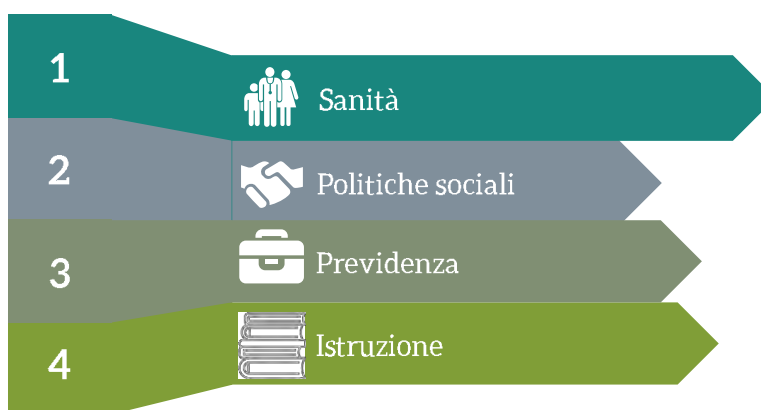 1
Sanità
2
Politiche sociali
3
Previdenza
4
Istruzione